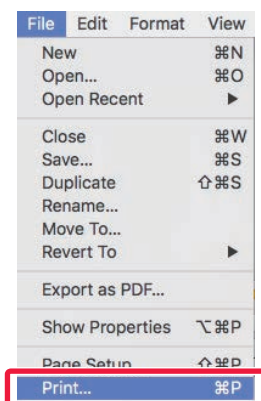 File Edit Format View
New ⌘N
Open... ⌘O
Open Recent ▶
Close ⌘W
Save... ⌘S
Duplicate ⇧⌘S
Rename...
Move To...
Revert To ▶
Export as PDF...
Show Properties ⌥⌘P
Page Setup ⇧⌘P
Print... ⌘P